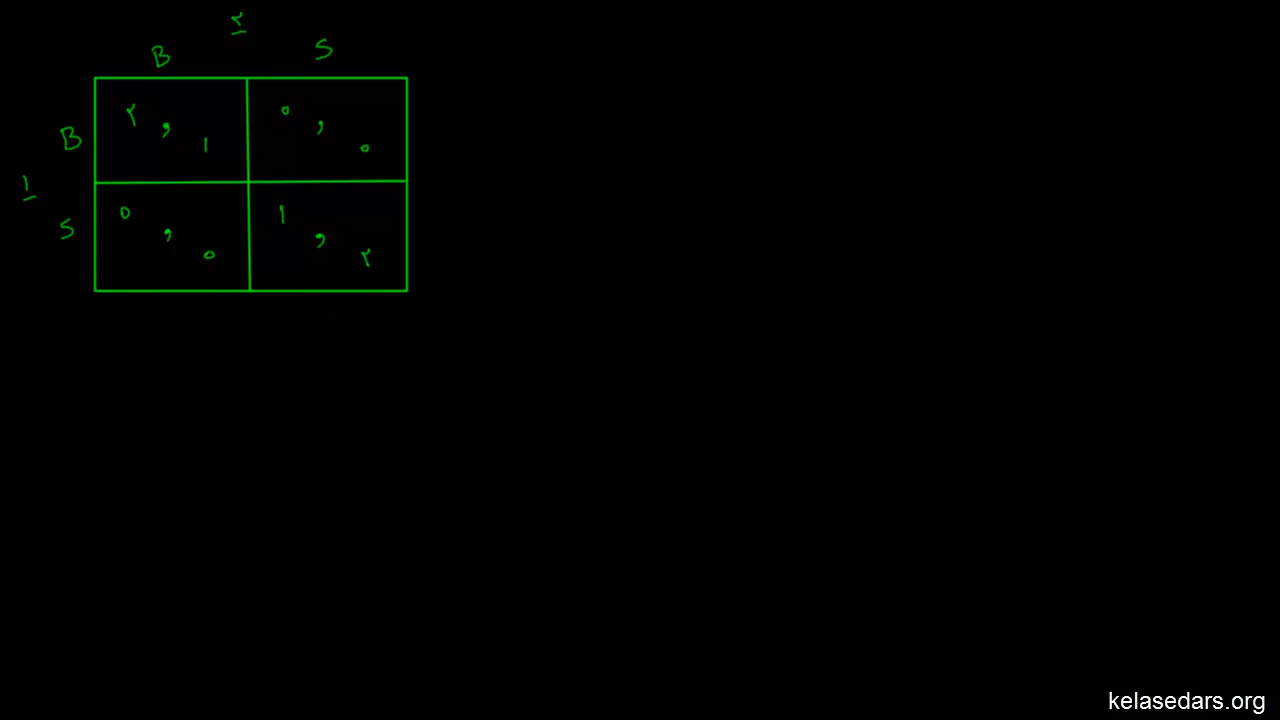 ۲
B S
B ۲ , ۱ ۰ , ۰
۱
S ۰ , ۰ ۱ , ۲
kelasedars.org